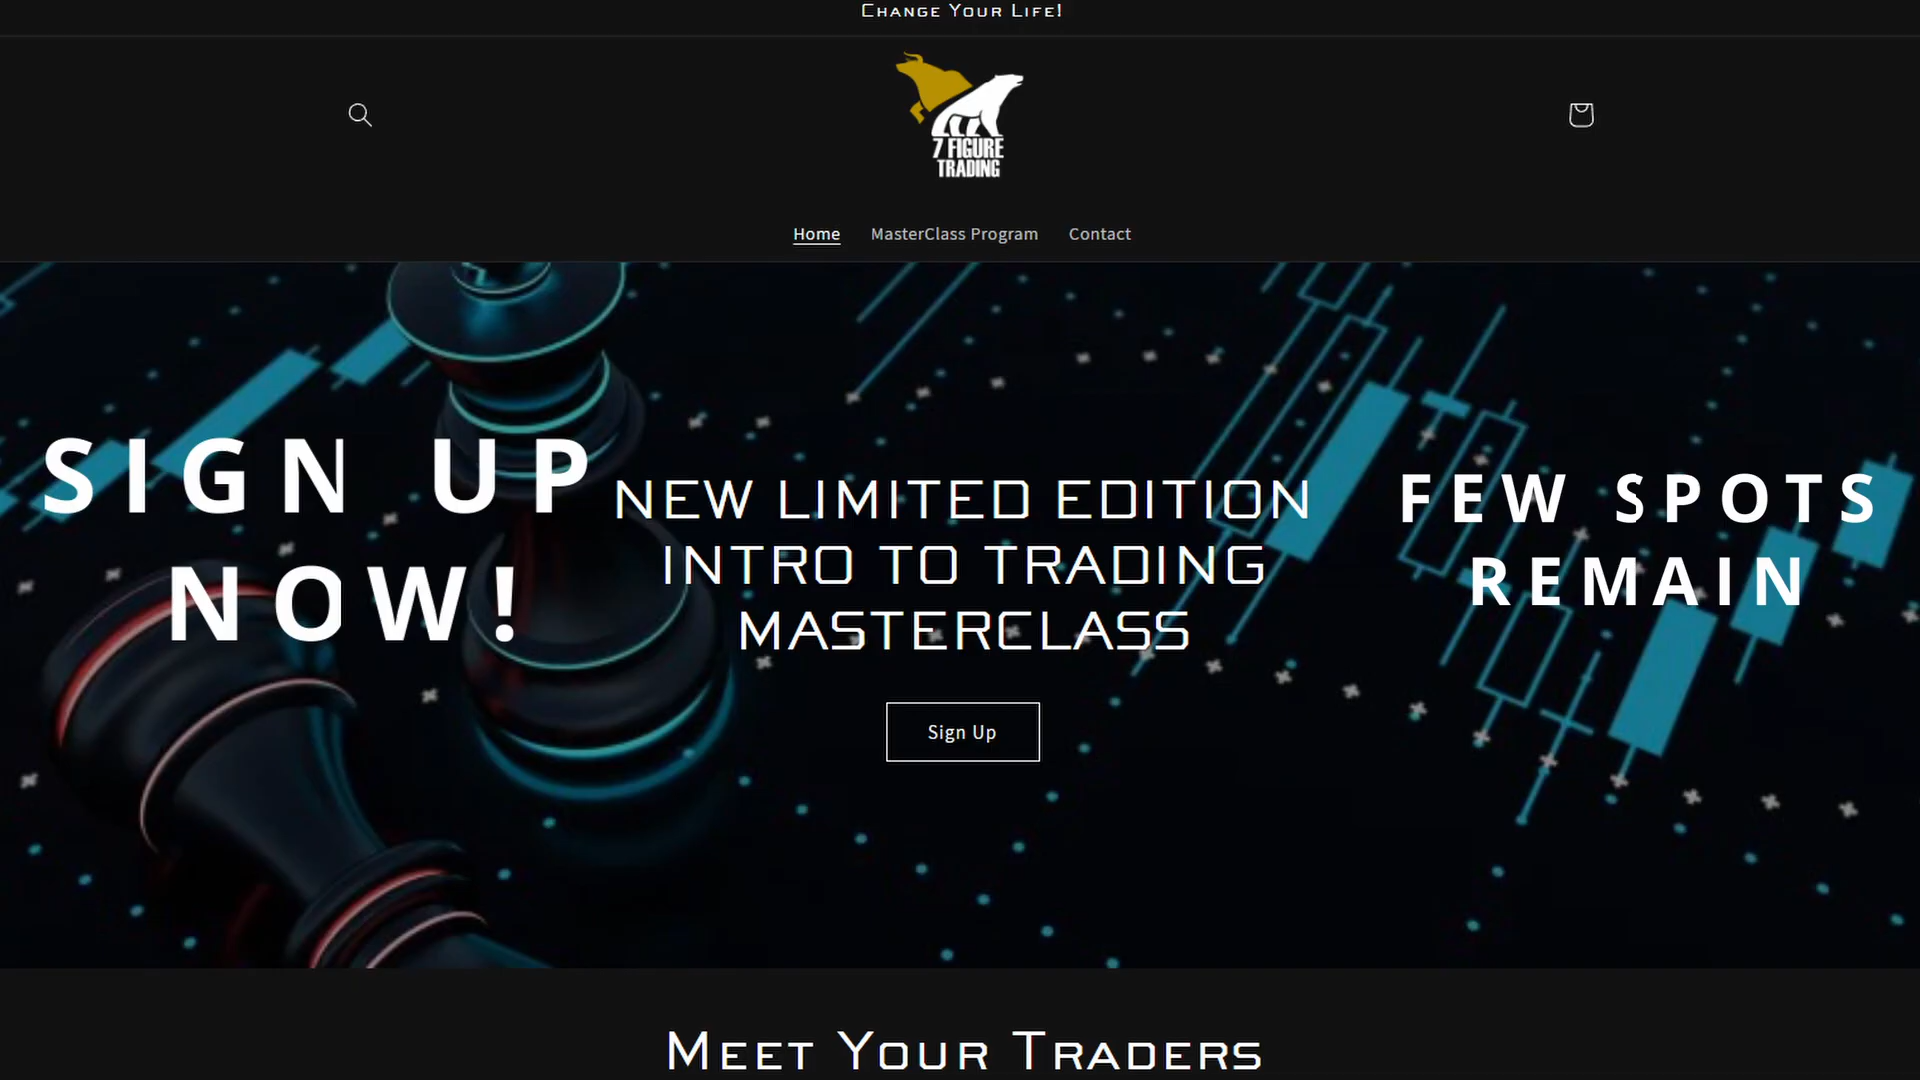 Change Your Life!
7 FIGURE
TRADING
Home MasterClass Program Contact
SIGN UP
NOW!
NEW LIMITED EDITION
INTRO TO TRADING
MASTERCLASS
FEW SPOTS
REMAIN
Sign Up
Meet Your Traders